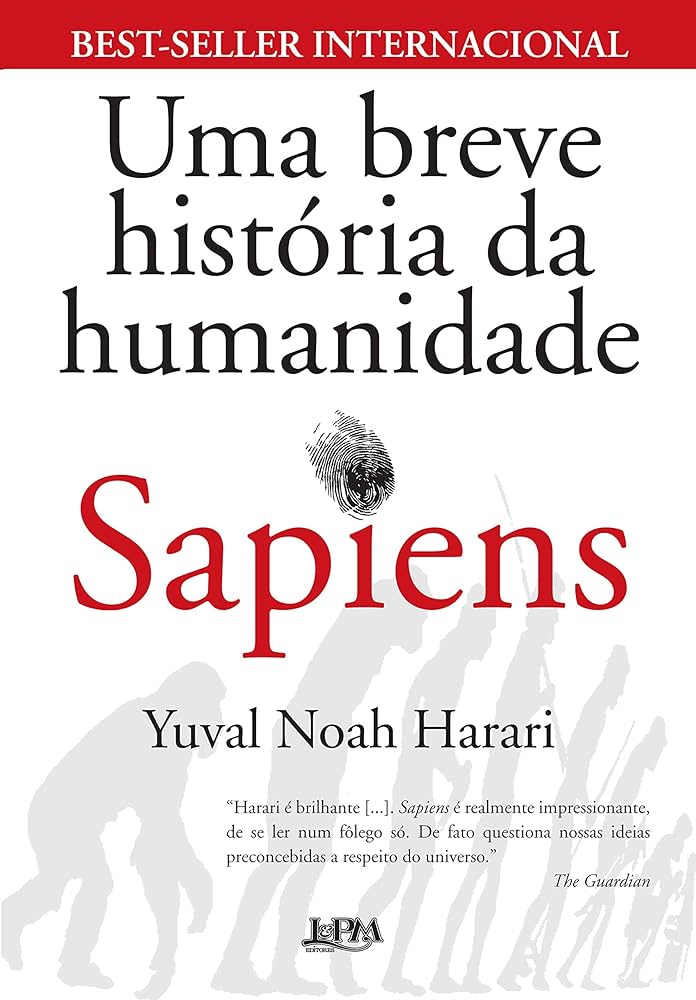 BEST-SELLER INTERNACIONAL
Uma breve
história da
humanidade
Sapiens
Yuval Noah Harari
“Harari é brilhante [...]. Sapiens é realmente impressionante,
de se ler num fôlego só. De fato questiona nossas ideias
preconcebidas a respeito do universo.”
The Guardian
L&PM
EDITORES